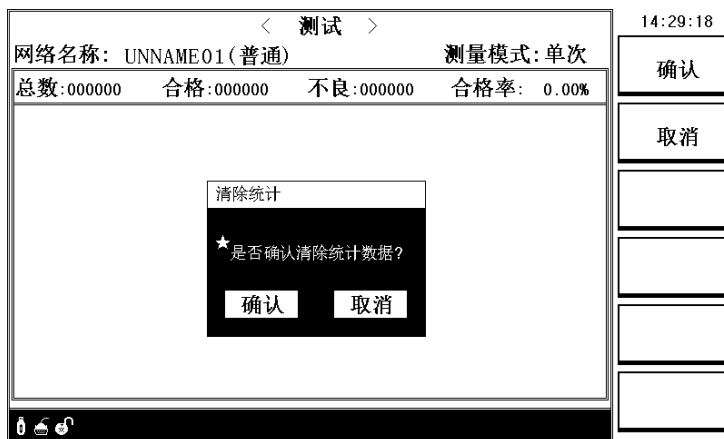 〈 测试 〉
14:29:18
网络名称: UNNAME01(普通)
测量模式:单次
总数:000000 合格:000000 不良:000000 合格率: 0.00%
确认
取消
清除统计
★是否确认清除统计数据?
确认 取消